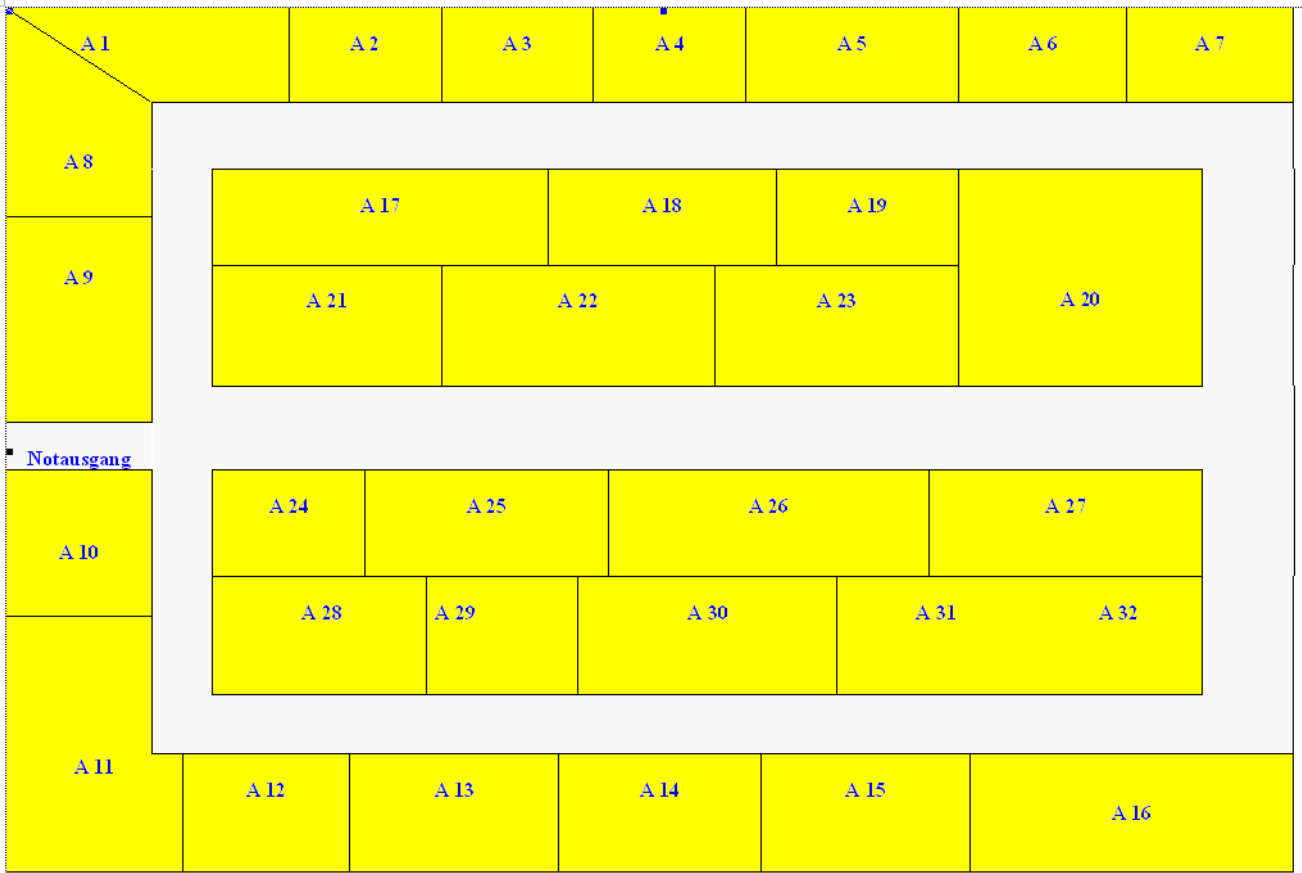 A 1 A 2 A 3 A 4 A 5 A 6 A 7
A 8
A 17 A 18 A 19
A 9
A 21 A 22 A 23 A 20
Notausgang
A 24 A 25 A 26 A 27
A 10
A 28 A 29 A 30 A 31 A 32
A 11
A 12 A 13 A 14 A 15
A 16